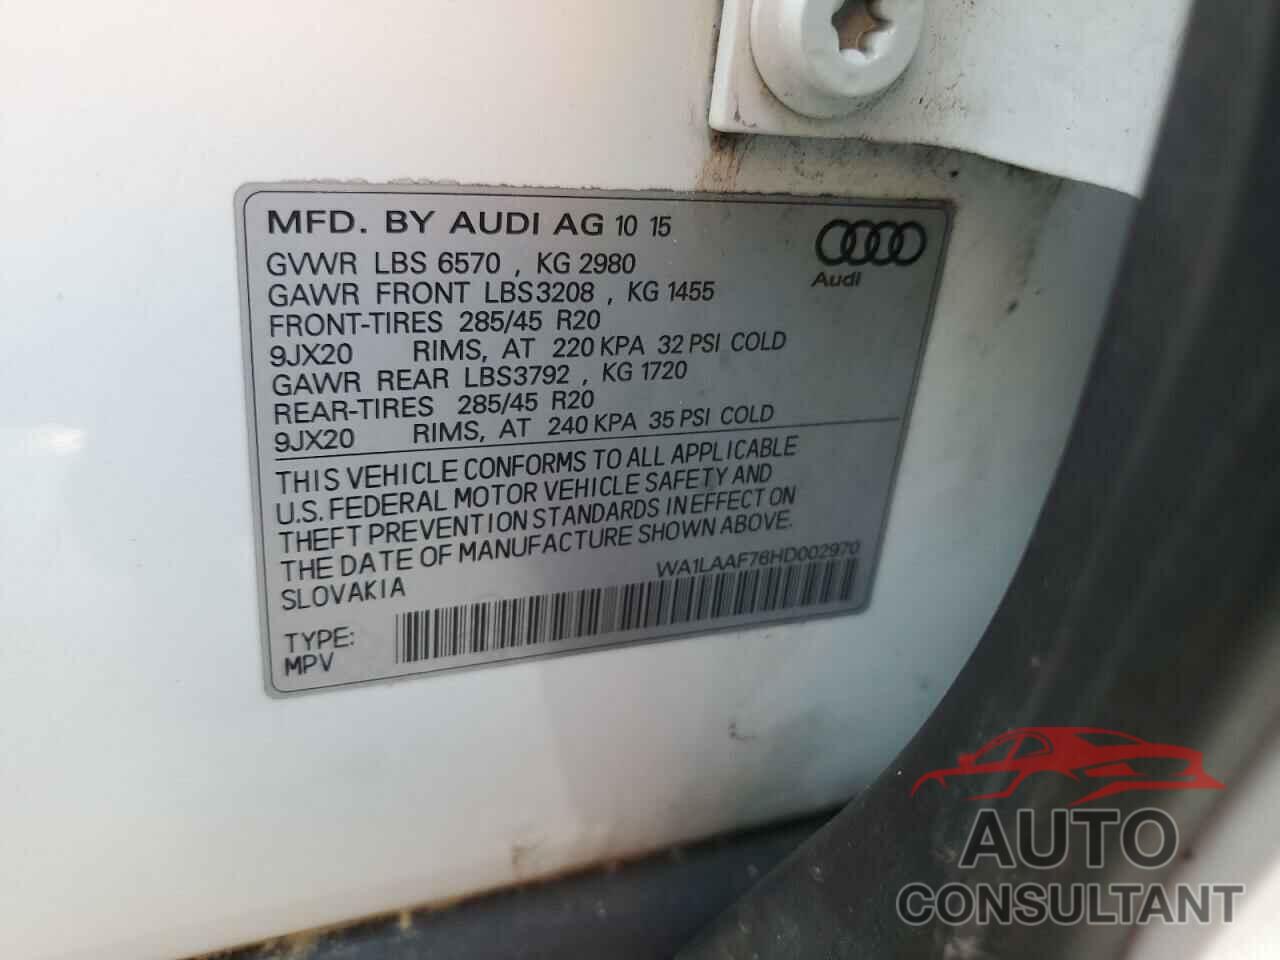 MFD. BY AUDI AG 10 15
Audi
GVWR LBS 6570 , KG 2980
GAWR FRONT LBS3208 , KG 1455
FRONT-TIRES 285/45 R20
9JX20 RIMS, AT 220 KPA 32 PSI COLD
GAWR REAR LBS3792 , KG 1720
REAR-TIRES 285/45 R20
9JX20 RIMS, AT 240 KPA 35 PSI COLD
THIS VEHICLE CONFORMS TO ALL APPLICABLE
U.S. FEDERAL MOTOR VEHICLE SAFETY AND
THEFT PREVENTION STANDARDS IN EFFECT ON
THE DATE OF MANUFACTURE SHOWN ABOVE.
SLOVAKIA
WA1LAAF76HD002970
TYPE:
MPV
AUTO
CONSULTANT